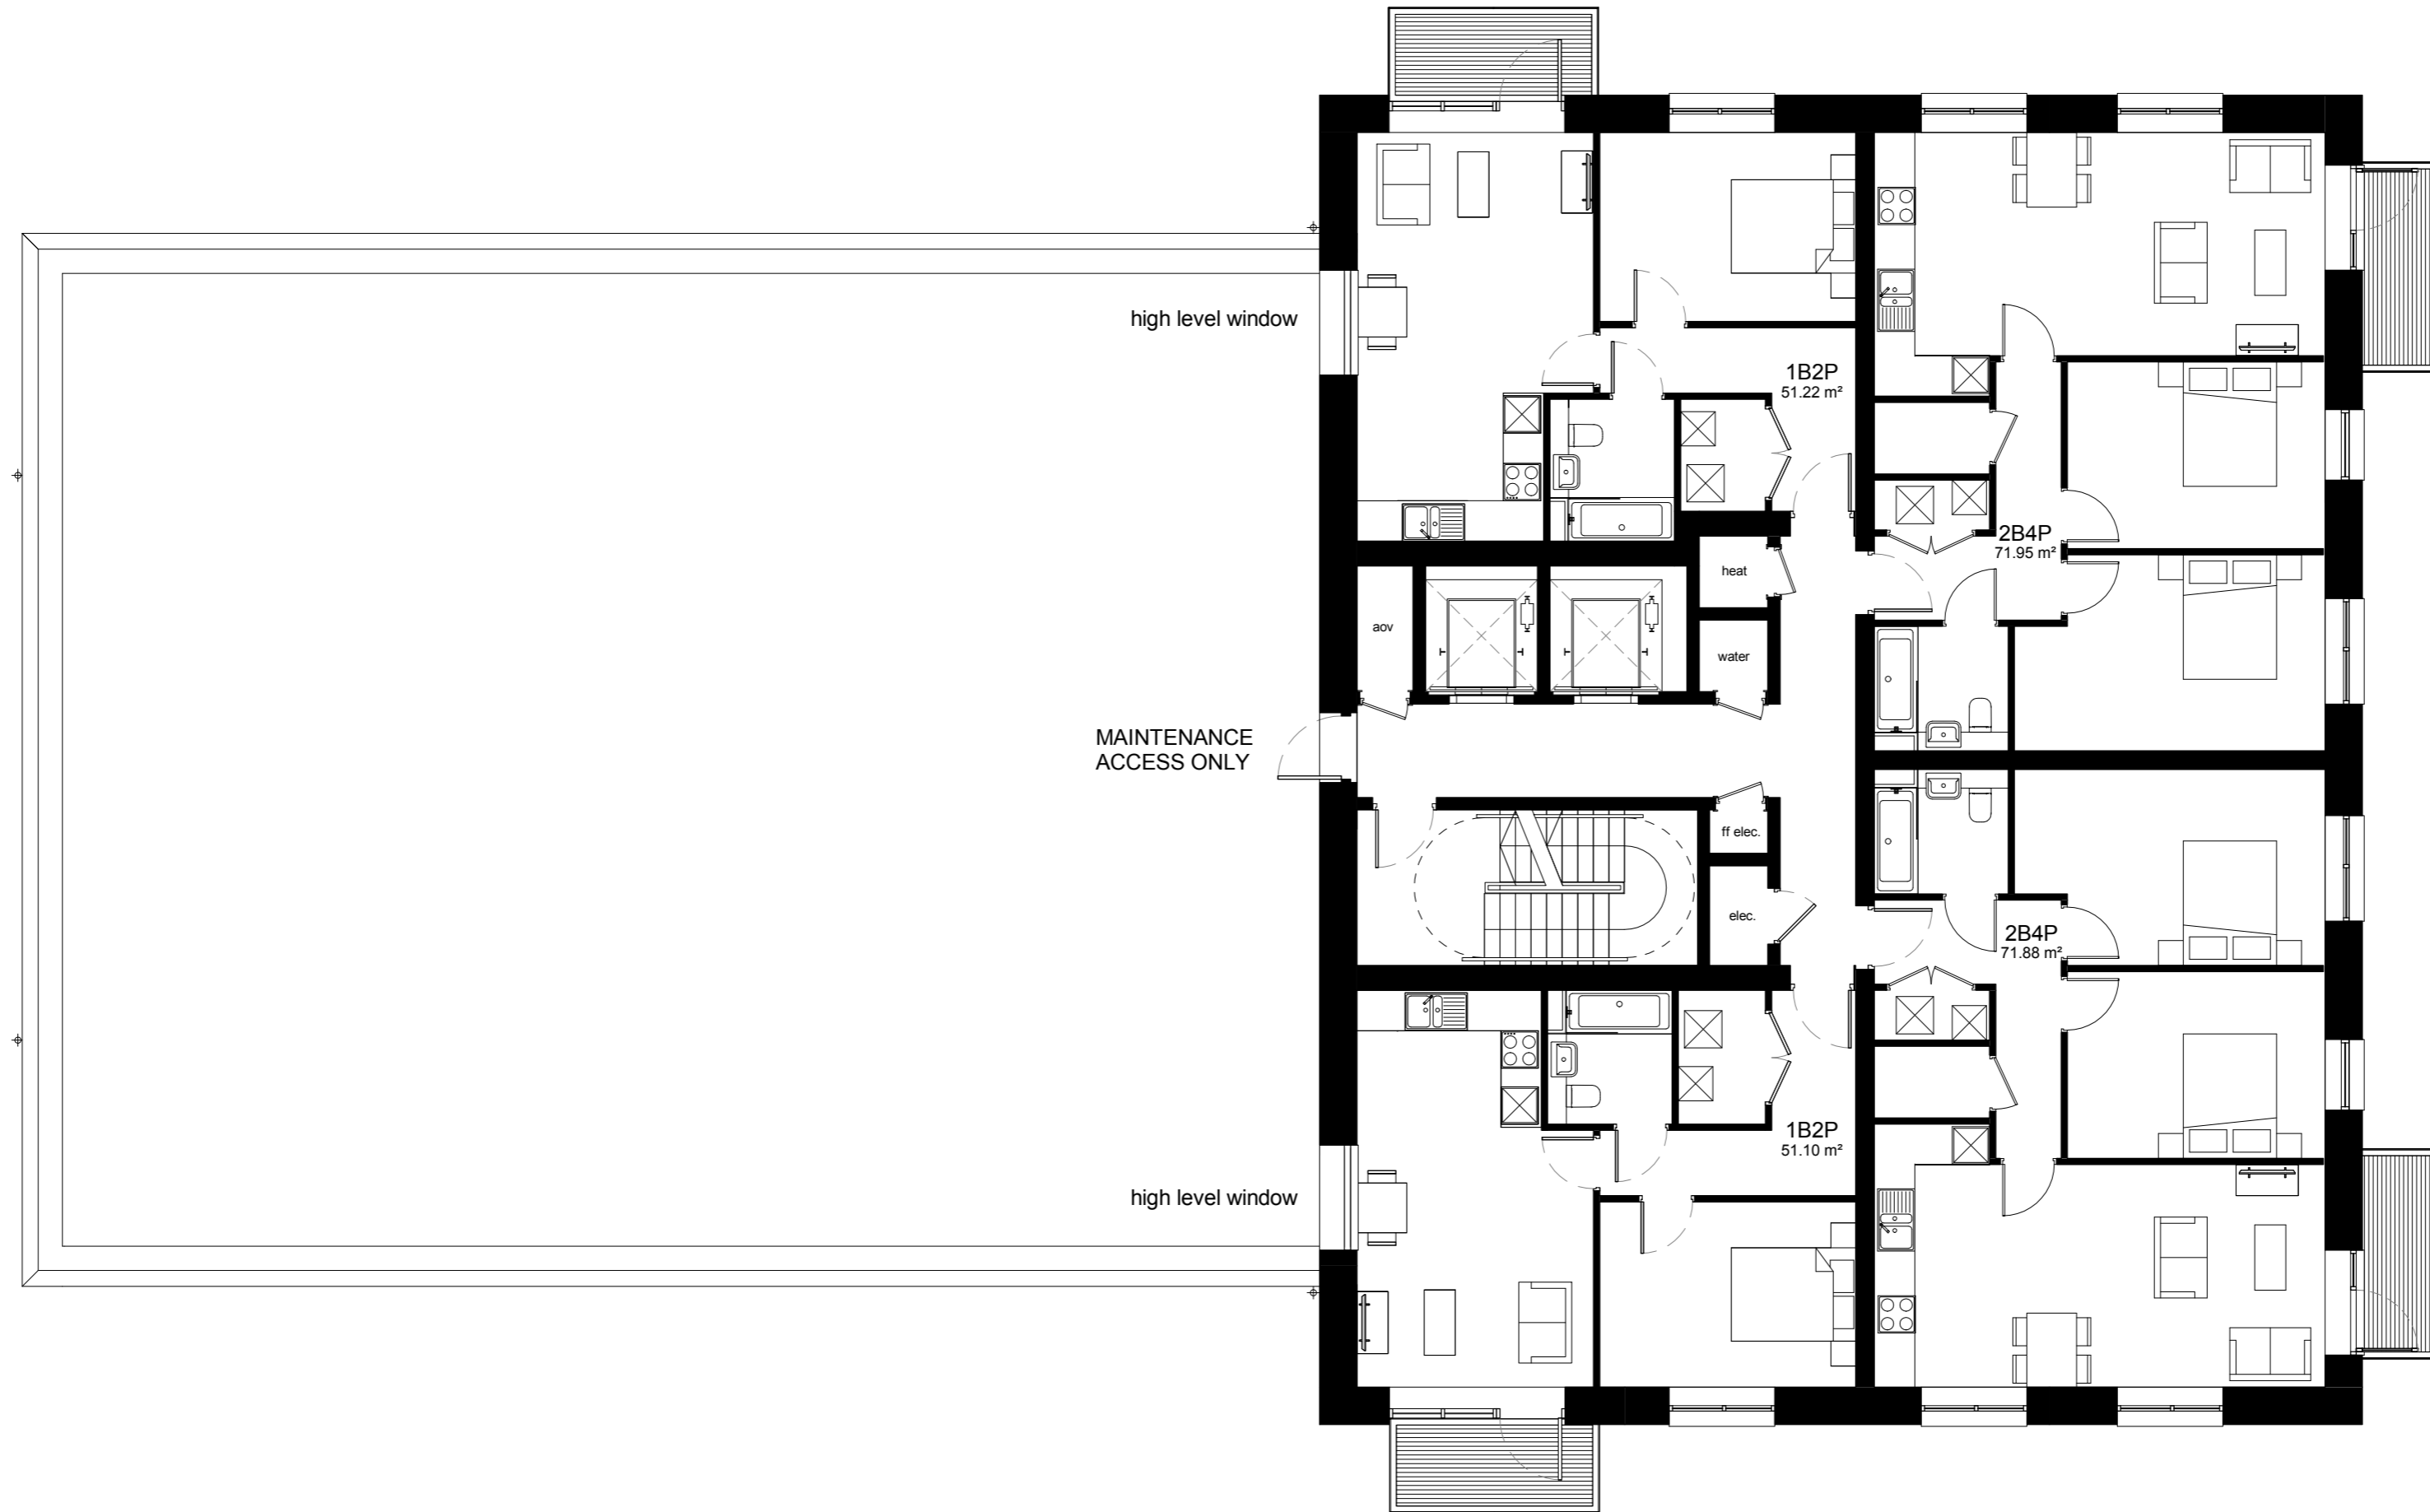 high level window
1B2P
51.22 m²
2B4P
71.95 m²
heat
aov
water
MAINTENANCE
ACCESS ONLY
ff elec.
elec.
2B4P
71.88 m²
1B2P
51.10 m²
high level window